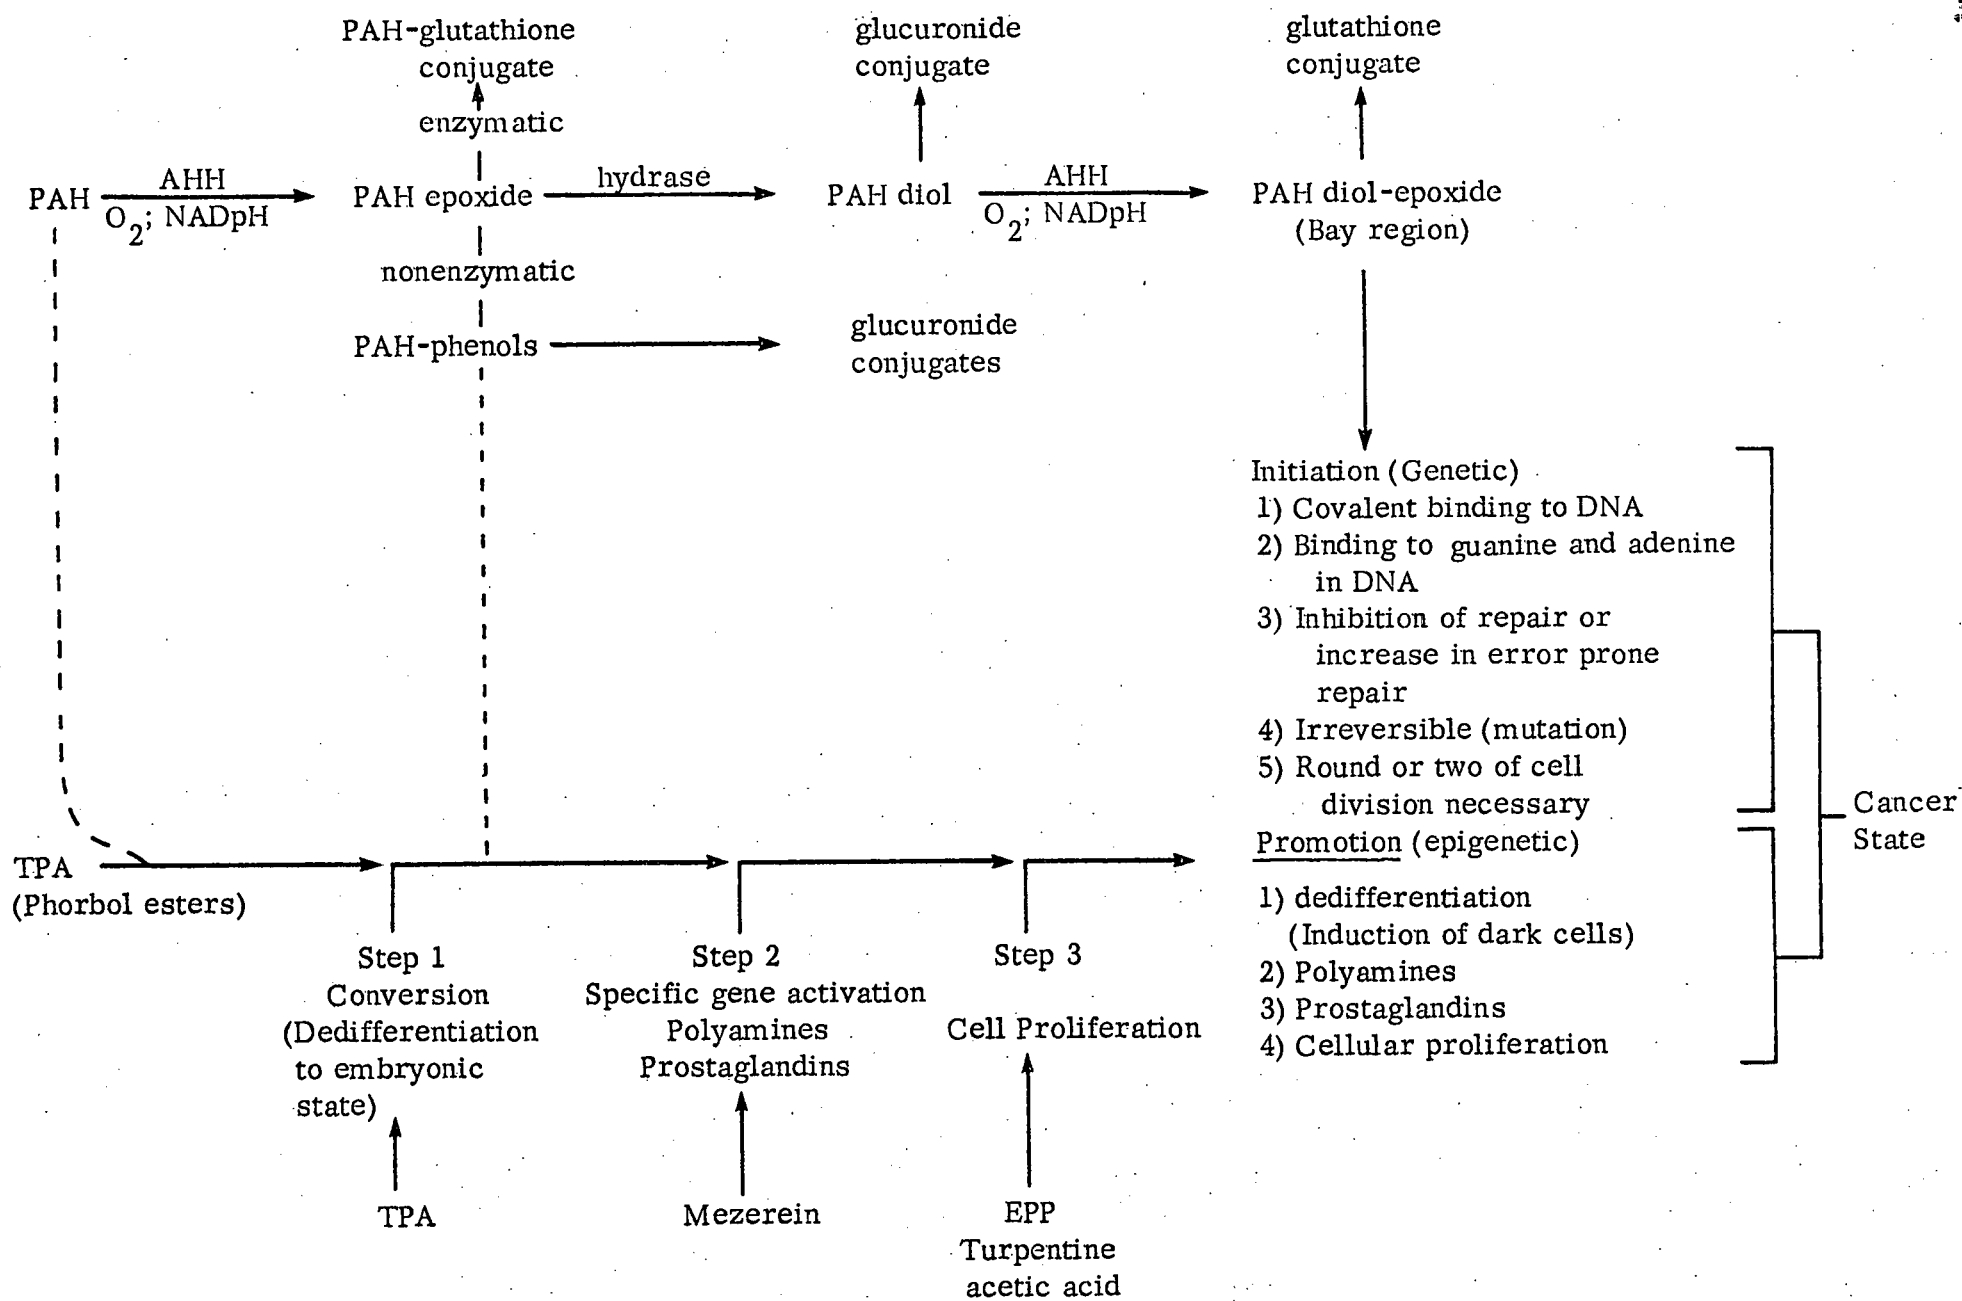 PAH-glutathione
conjugate
glucuronide
conjugate
glutathione
conjugate
enzymatic
PAH
AHH
O2; NADpH
PAH epoxide
hydrase
PAH diol
AHH
O2; NADpH
PAH diol-epoxide
(Bay region)
nonenzymatic
PAH-phenols
glucuronide
conjugates
Initiation (Genetic)
1) Covalent binding to DNA
2) Binding to guanine and adenine
in DNA
3) Inhibition of repair or
increase in error prone
repair
4) Irreversible (mutation)
5) Round or two of cell
division necessary
Promotion (epigenetic)
1) dedifferentiation
(Induction of dark cells)
2) Polyamines
3) Prostaglandins
4) Cellular proliferation
Cancer
State
TPA
(Phorbol esters)
Step 1
Conversion
(Dedifferentiation
to embryonic
state)
TPA
Step 2
Specific gene activation
Polyamines
Prostaglandins
Mezerein
Step 3
Cell Proliferation
EPP
Turpentine
acetic acid